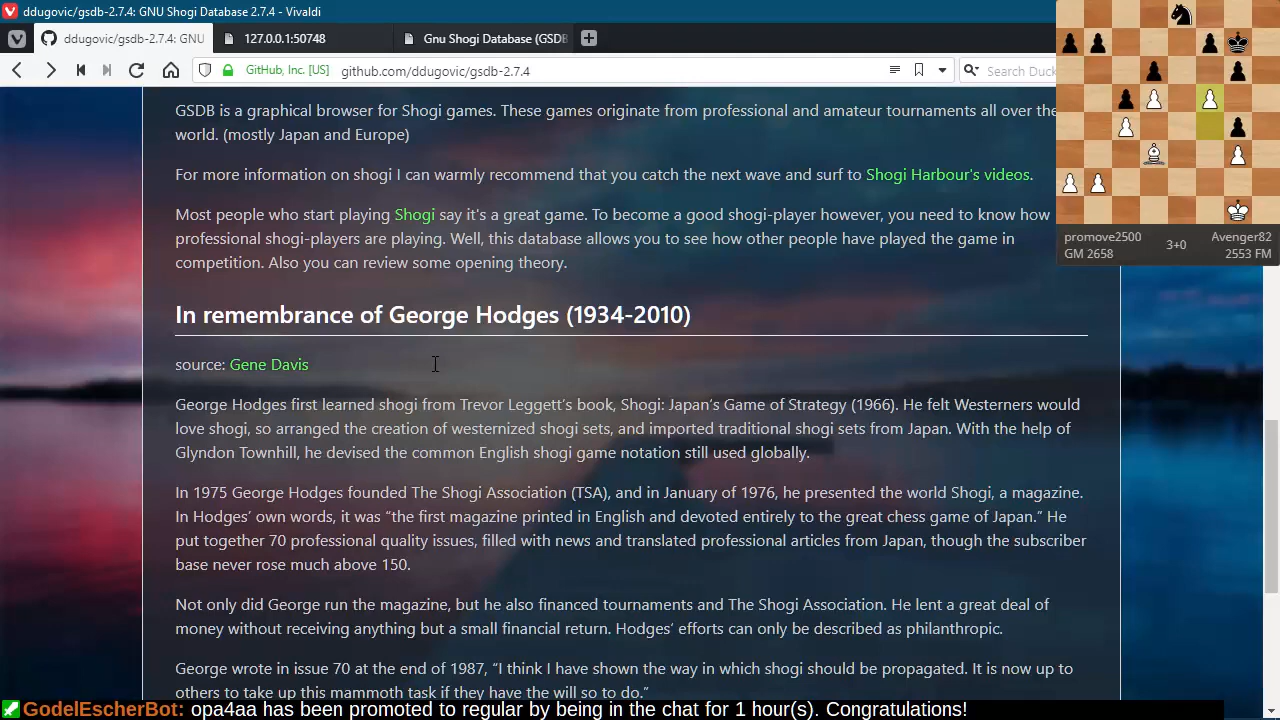 ddugovic/gsdb-2.7.4: GNU Shogi Database 2.7.4 - Vivaldi
ddugovic/gsdb-2.7.4: GNU
127.0.0.1:50748
Gnu Shogi Database (GSDB
GitHub, Inc. [US]
github.com/ddugovic/gsdb-2.7.4
Search Duck
GSDB is a graphical browser for Shogi games. These games originate from professional and amateur tournaments all over the
world. (mostly Japan and Europe)
For more information on shogi I can warmly recommend that you catch the next wave and surf to Shogi Harbour's videos.
Most people who start playing Shogi say it's a great game. To become a good shogi-player however, you need to know how
professional shogi-players are playing. Well, this database allows you to see how other people have played the game in
competition. Also you can review some opening theory.
promove2500
GM 2658
3+0
Avenger82
2553 FM
In remembrance of George Hodges (1934-2010)
source: Gene Davis
George Hodges first learned shogi from Trevor Leggett’s book, Shogi: Japan’s Game of Strategy (1966). He felt Westerners would
love shogi, so arranged the creation of westernized shogi sets, and imported traditional shogi sets from Japan. With the help of
Glyndon Townhill, he devised the common English shogi game notation still used globally.
In 1975 George Hodges founded The Shogi Association (TSA), and in January of 1976, he presented the world Shogi, a magazine.
In Hodges’ own words, it was “the first magazine printed in English and devoted entirely to the great chess game of Japan.” He
put together 70 professional quality issues, filled with news and translated professional articles from Japan, though the subscriber
base never rose much above 150.
Not only did George run the magazine, but he also financed tournaments and The Shogi Association. He lent a great deal of
money without receiving anything but a small financial return. Hodges’ efforts can only be described as philanthropic.
George wrote in issue 70 at the end of 1987, “I think I have shown the way in which shogi should be propagated. It is now up to
others to take up this mammoth task if they have the will so to do.”
GodelEscherBot: opa4aa has been promoted to regular by being in the chat for 1 hour(s). Congratulations!